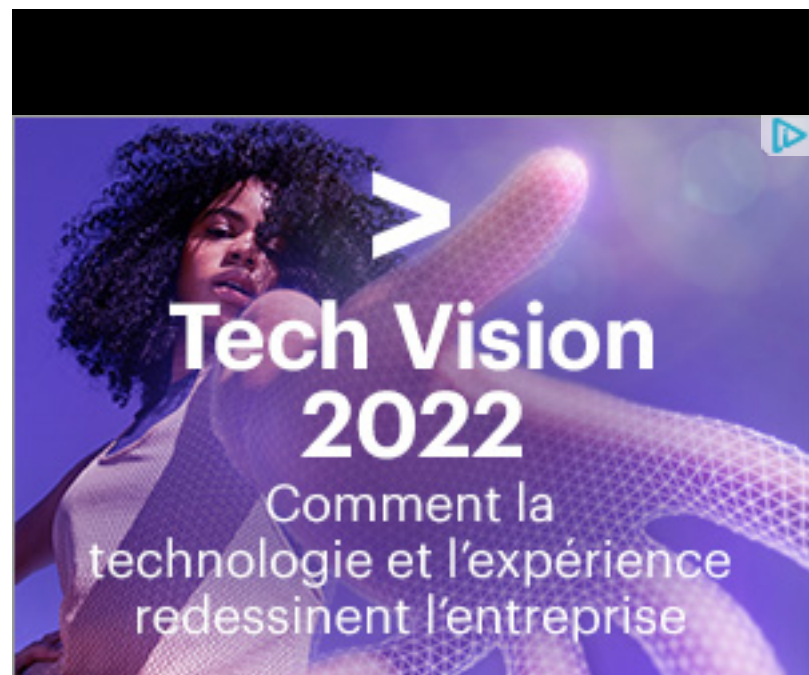 >
Tech Vision
2022
Comment la
technologie et l'expérience
redessinent l'entreprise